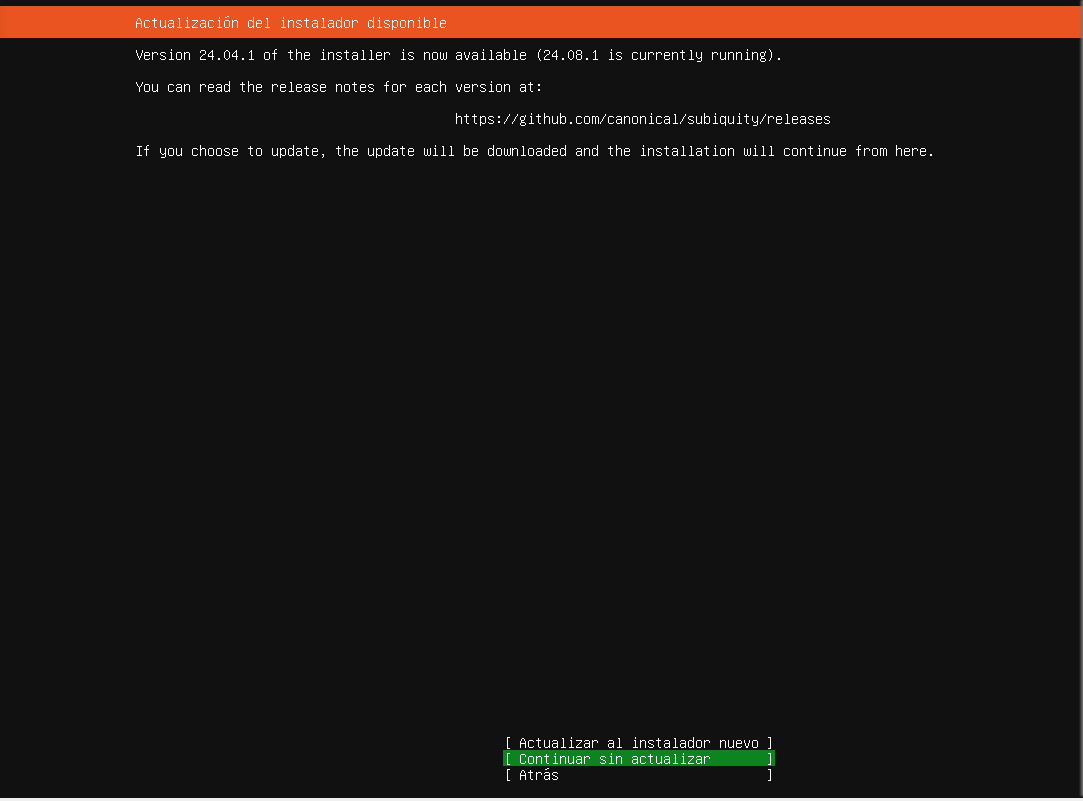 Actualización del instalador disponible
Version 24.04.1 of the installer is now available (24.08.1 is currently running).
You can read the release notes for each version at:
https://github.com/canonical/subiquity/releases
If you choose to update, the update will be downloaded and the installation will continue from here.
[ Actualizar al instalador nuevo ]
[ Continuar sin actualizar ]
[ Atrás ]